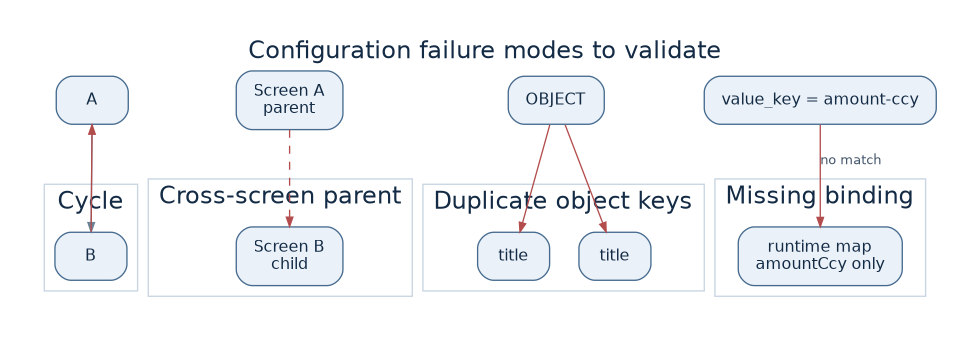 Configuration failure modes to validate
A
Screen A
parent
OBJECT
value_key = amount-ccy
no match
Cycle
Cross-screen parent
Duplicate object keys
Missing binding
B
Screen B
child
title
title
runtime map
amountCcy only